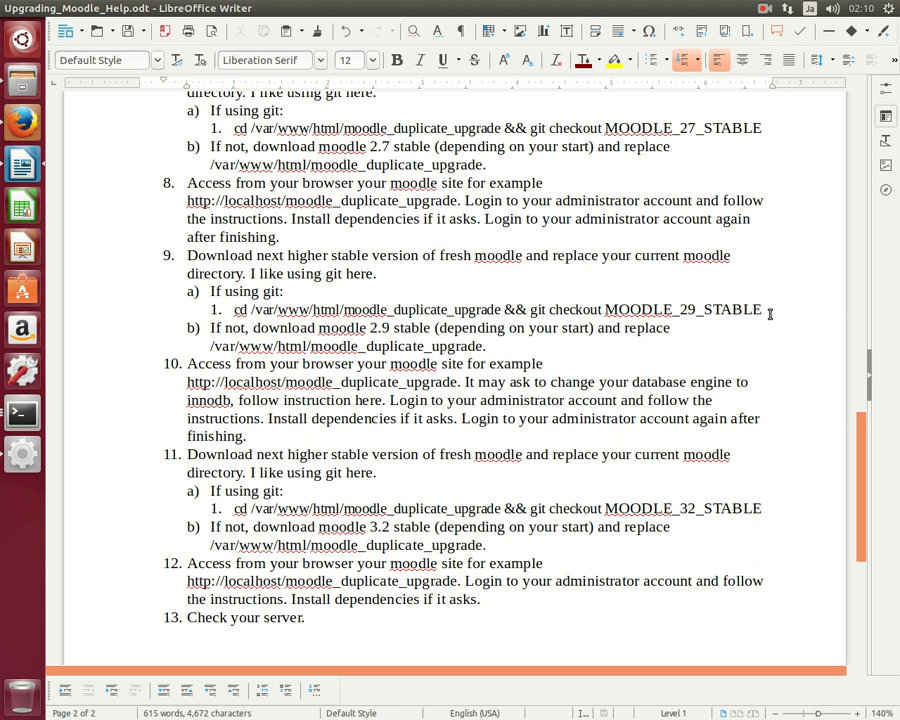 Upgrading_Moodle_Help.odt - LibreOffice Writer
Ja
02:10
Default Style
Liberation Serif
12
directory. I like using git here.
a) If using git:
1. cd /var/www/html/moodle_duplicate_upgrade && git checkout MOODLE_27_STABLE
b) If not, download moodle 2.7 stable (depending on your start) and replace
/var/www/html/moodle_duplicate_upgrade.
8. Access from your browser your moodle site for example
http://localhost/moodle_duplicate_upgrade. Login to your administrator account and follow
the instructions. Install dependencies if it asks. Login to your administrator account again
after finishing.
9. Download next higher stable version of fresh moodle and replace your current moodle
directory. I like using git here.
a) If using git:
1. cd /var/www/html/moodle_duplicate_upgrade && git checkout MOODLE_29_STABLE
b) If not, download moodle 2.9 stable (depending on your start) and replace
/var/www/html/moodle_duplicate_upgrade.
10. Access from your browser your moodle site for example
http://localhost/moodle_duplicate_upgrade. It may ask to change your database engine to
innodb, follow instruction here. Login to your administrator account and follow the
instructions. Install dependencies if it asks. Login to your administrator account again after
finishing.
11. Download next higher stable version of fresh moodle and replace your current moodle
directory. I like using git here.
a) If using git:
1. cd /var/www/html/moodle_duplicate_upgrade && git checkout MOODLE_32_STABLE
b) If not, download moodle 3.2 stable (depending on your start) and replace
/var/www/html/moodle_duplicate_upgrade.
12. Access from your browser your moodle site for example
http://localhost/moodle_duplicate_upgrade. Login to your administrator account and follow
the instructions. Install dependencies if it asks.
13. Check your server.
Page 2 of 2
615 words, 4,672 characters
Default Style
English (USA)
Level 1
140%